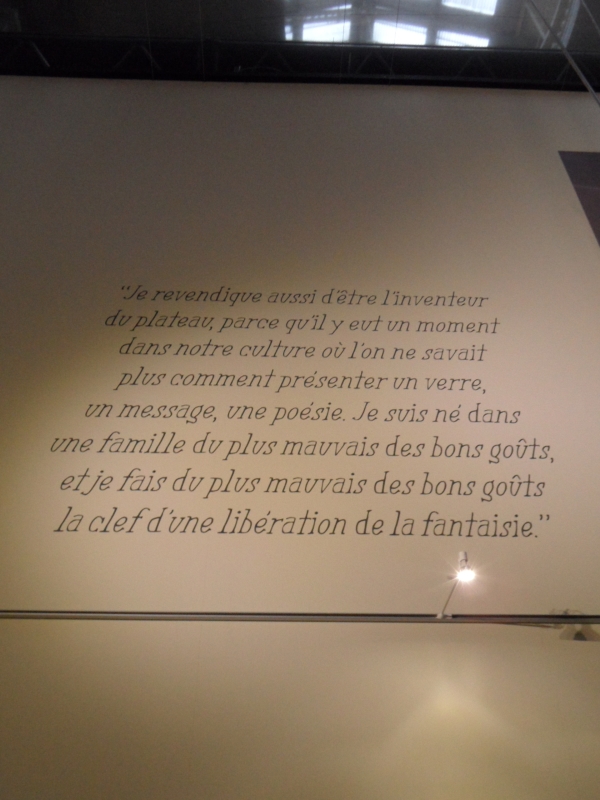 “Je revendique aussi d'être l'inventeur
du plateau, parce qu'il y eut un moment
dans notre culture où l'on ne savait
plus comment présenter un verre,
un message, une poésie. Je suis né dans
une famille du plus mauvais des bons goûts,
et je fais du plus mauvais des bons goûts
la clef d'une libération de la fantaisie.”